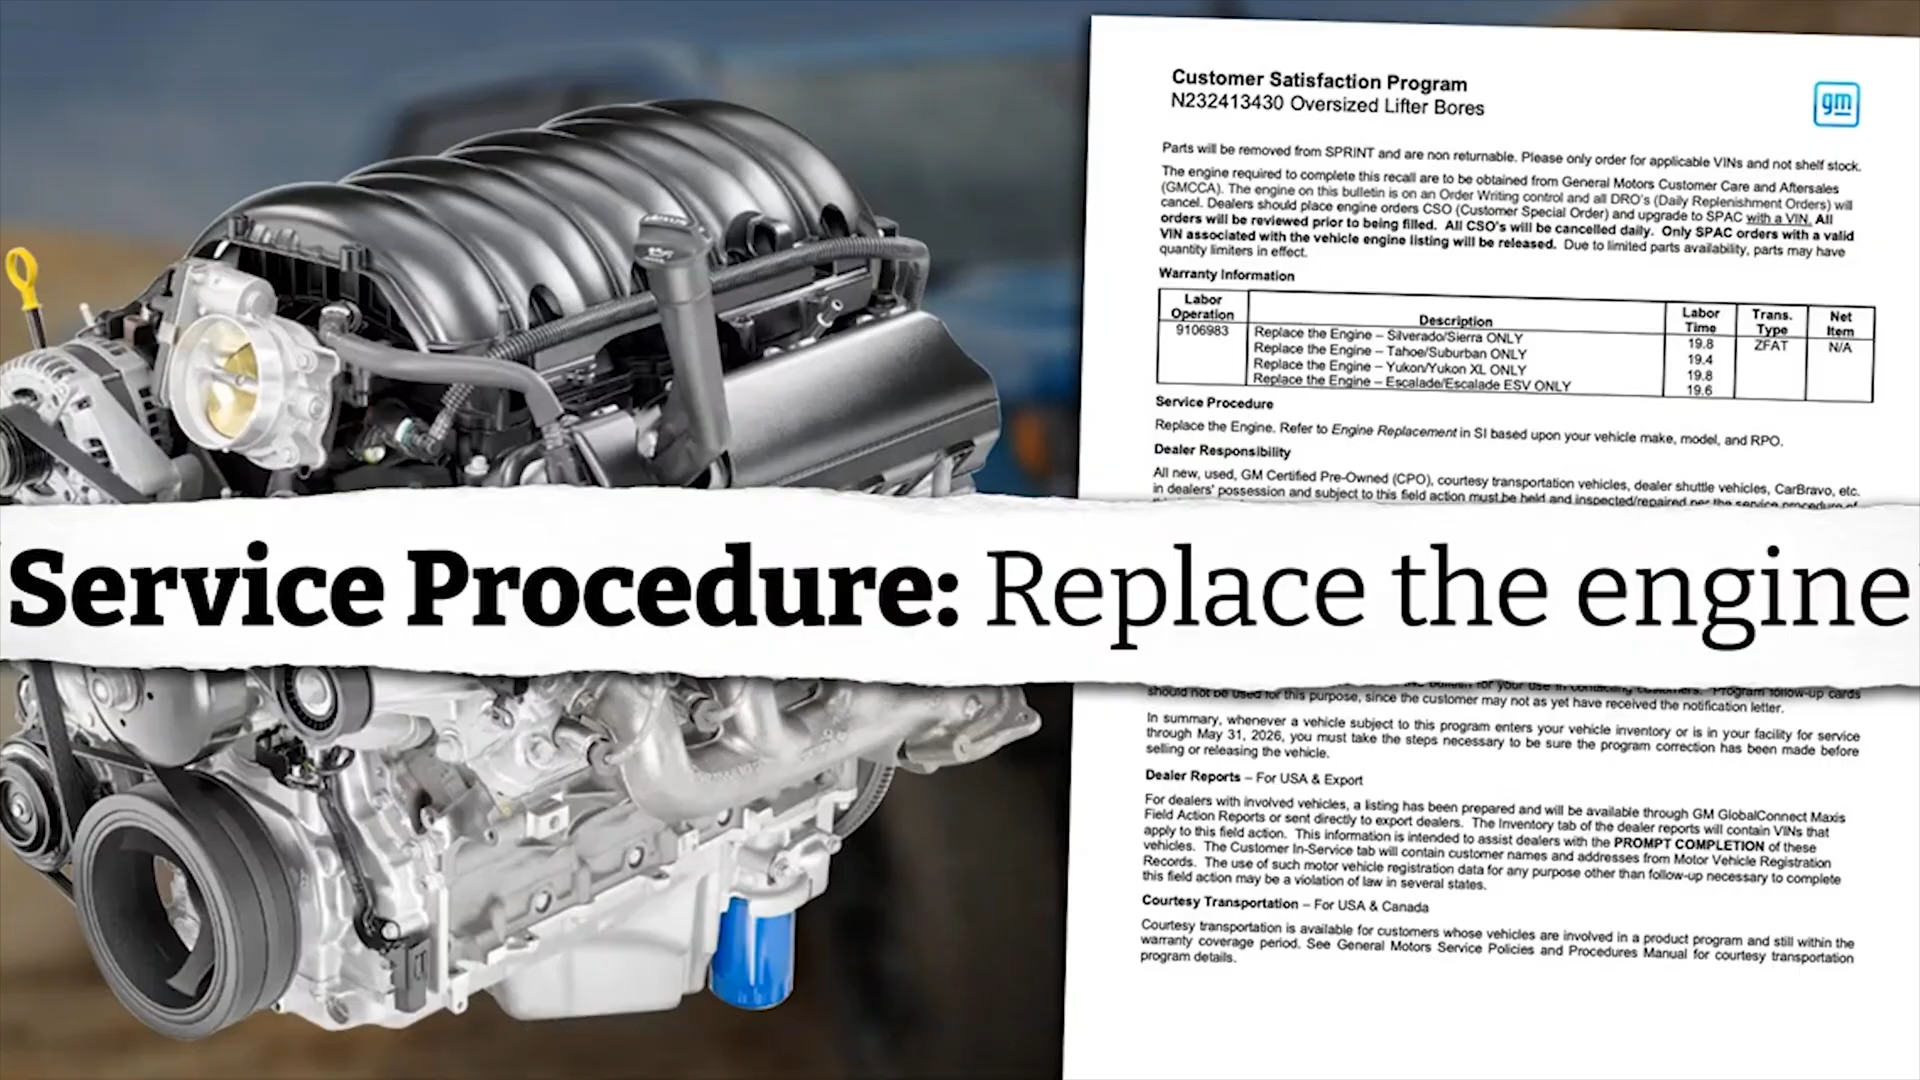 Customer Satisfaction Program
N232413430 Oversized Lifter Bores
gm
Parts will be removed from SPRINT and are non returnable. Please only order for applicable VINs and not shelf stock.
The engine required to complete this recall are to be obtained from General Motors Customer Care and Aftersales
(GMCCA). The engine on this bulletin is on an Order Writing control and all DRO's (Daily Replenishment Orders) will
cancel. Dealers should place engine orders CSO (Customer Special Order) and upgrade to SPAC with a VIN. All
orders will be reviewed prior to being filled. All CSO's will be cancelled daily. Only SPAC orders with a valid
VIN associated with the vehicle engine listing will be released. Due to limited parts availability, parts may have
quantity limiters in effect.
Warranty Information
Labor Operation Description Labor Time Trans. Type Net Item
9106983 Replace the Engine – Silverado/Sierra ONLY 19.8 ZFAT N/A
Replace the Engine – Tahoe/Suburban ONLY 19.4
Replace the Engine – Yukon/Yukon XL ONLY 19.8
Replace the Engine – Escalade/Escalade ESV ONLY 19.6
Service Procedure
Replace the Engine. Refer to Engine Replacement in SI based upon your vehicle make, model, and RPO.
Dealer Responsibility
All new, used, GM Certified Pre-Owned (CPO), courtesy transportation vehicles, dealer shuttle vehicles, CarBravo, etc.
in dealers' possession and subject to this field action must be held and inspected/repaired per the service procedure of
Service Procedure: Replace the engine
bulletin for your use in contacting customers. Program follow-up cards
should not be used for this purpose, since the customer may not as yet have received the notification letter.
In summary, whenever a vehicle subject to this program enters your vehicle inventory or is in your facility for service
through May 31, 2026, you must take the steps necessary to be sure the program correction has been made before
selling or releasing the vehicle.
Dealer Reports – For USA & Export
For dealers with involved vehicles, a listing has been prepared and will be available through GM GlobalConnect Maxis
Field Action Reports or sent directly to export dealers. The Inventory tab of the dealer reports will contain VINs that
apply to this field action. This information is intended to assist dealers with the PROMPT COMPLETION of these
vehicles. The Customer In-Service tab will contain customer names and addresses from Motor Vehicle Registration
Records. The use of such motor vehicle registration data for any purpose other than follow-up necessary to complete
this field action may be a violation of law in several states.
Courtesy Transportation – For USA & Canada
Courtesy transportation is available for customers whose vehicles are involved in a product program and still within the
warranty coverage period. See General Motors Service Policies and Procedures Manual for courtesy transportation
program details.